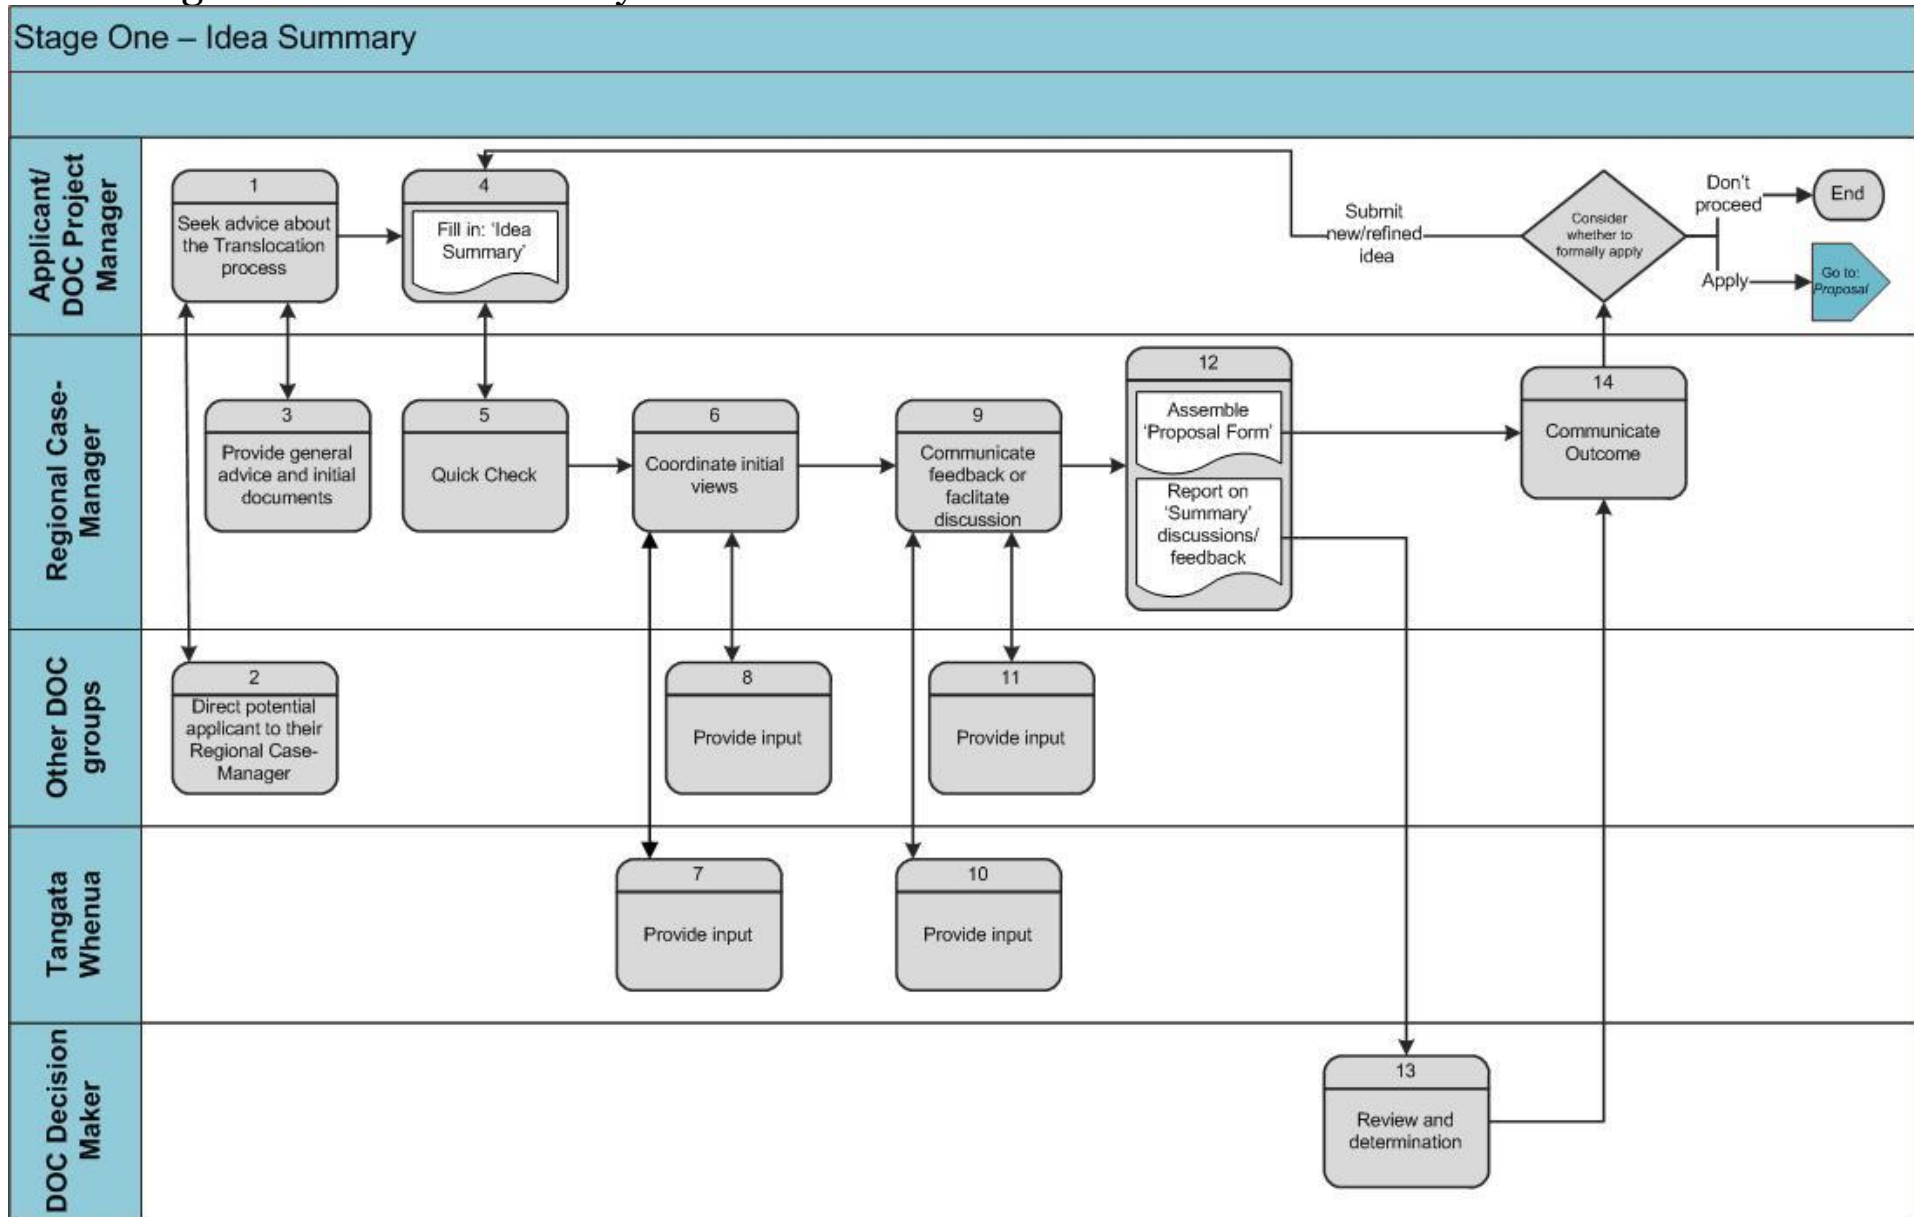 Stage One – Idea Summary
Applicant/
DOC Project
Manager
1
Seek advice about
the Translocation
process
4
Fill in: ‘Idea
Summary’
Submit
new/refined
idea
Consider
whether to
formally apply
Don’t
proceed
End
Apply
Go to:
Proposal
Regional Case-
Manager
3
Provide general
advice and initial
documents
5
Quick Check
6
Coordinate initial
views
9
Communicate
feedback or
faclitate
discussion
12
Assemble
‘Proposal Form’
Report on
‘Summary’
discussions/
feedback
14
Communicate
Outcome
Other DOC
groups
2
Direct potential
applicant to their
Regional Case-
Manager
8
Provide input
11
Provide input
Tangata
Whenua
7
Provide input
10
Provide input
DOC Decision
Maker
13
Review and
determination